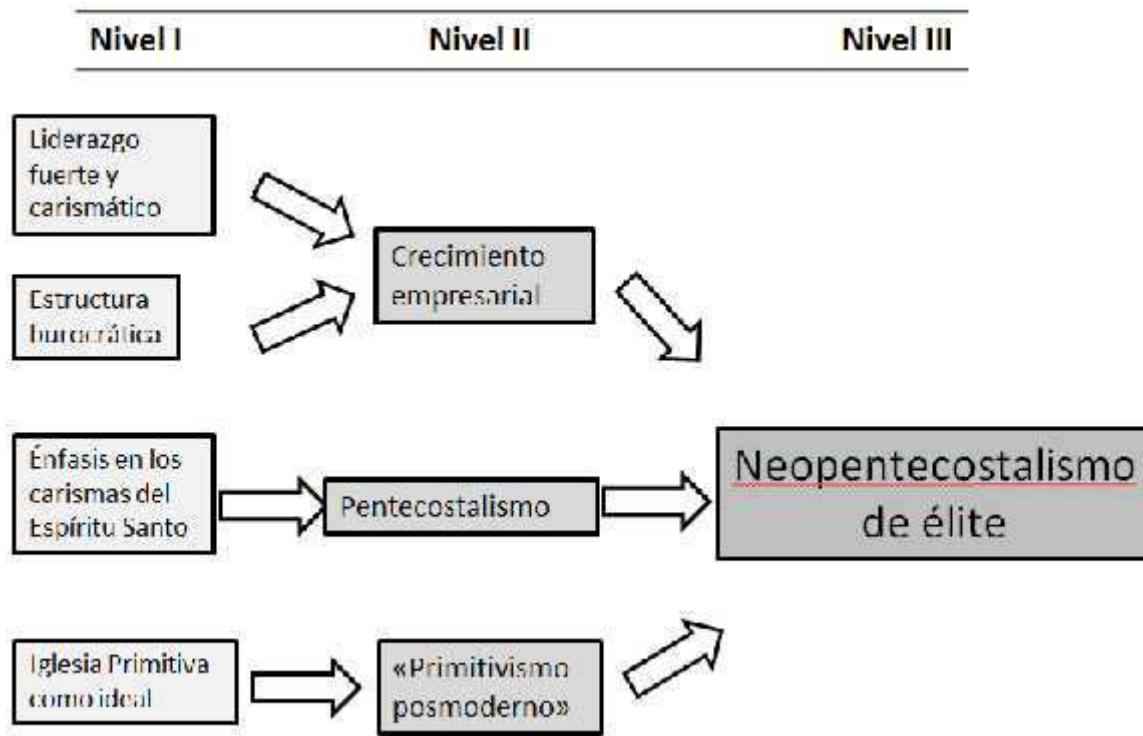 Nivel I Nivel II Nivel III
Liderazgo
fuerte y
carismático
Estructura
burocrática
Crecimiento
empresarial
Énfasis en los
carismas del
Espíritu Santo
Pentecostalismo
Neopentecostalismo
de élite
Iglesia Primitiva
como ideal
«Primitivismo
posmoderno»